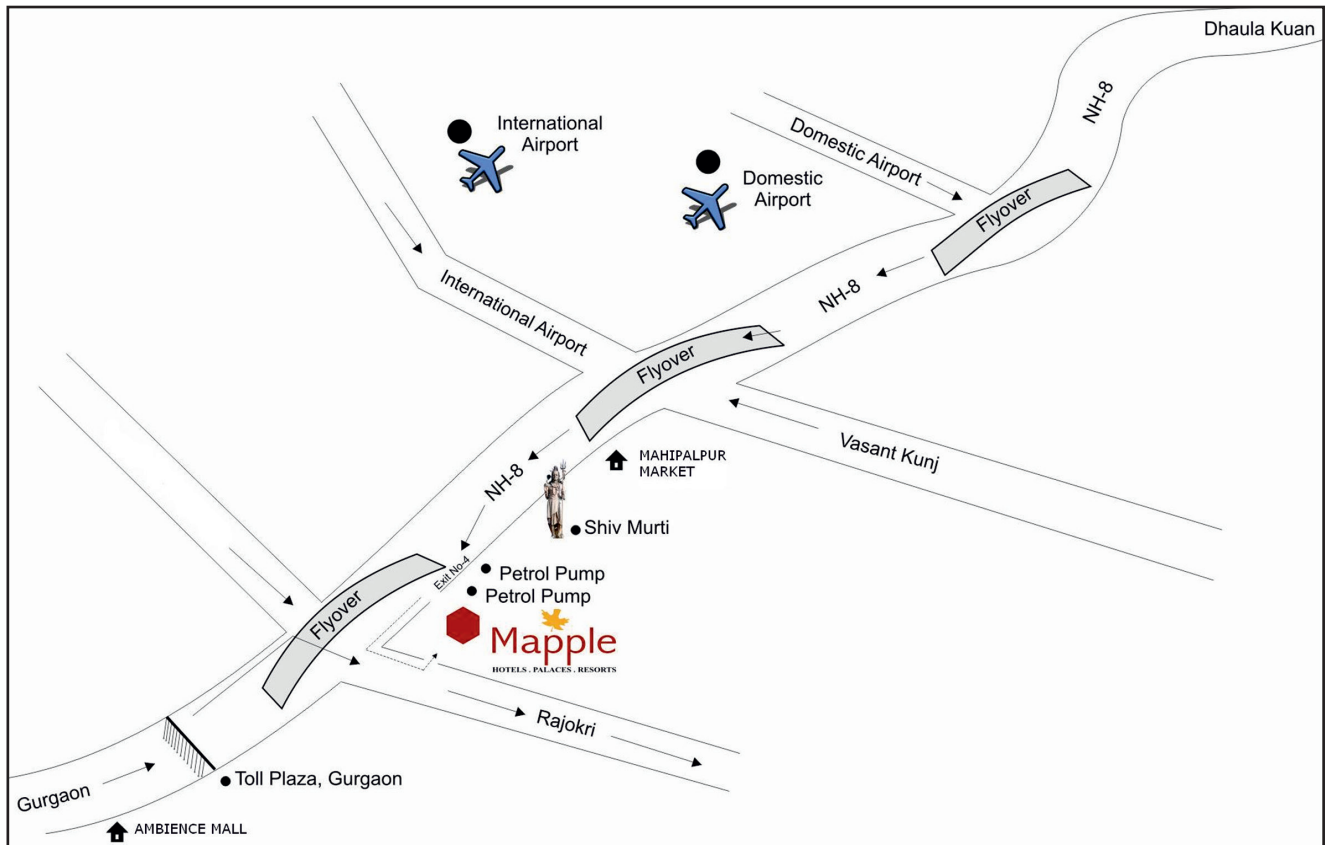 Dhaula Kuan
NH-8
International
Airport
Domestic Airport
Domestic
Airport
Flyover
NH-8
International Airport
Flyover
Vasant Kunj
MAHIPALPUR
MARKET
NH-8
Shiv Murti
Exit No-4
Petrol Pump
Petrol Pump
Flyover
Mapple
HOTELS . PALACES . RESORTS
Rajokri
Toll Plaza, Gurgaon
Gurgaon
AMBIENCE MALL